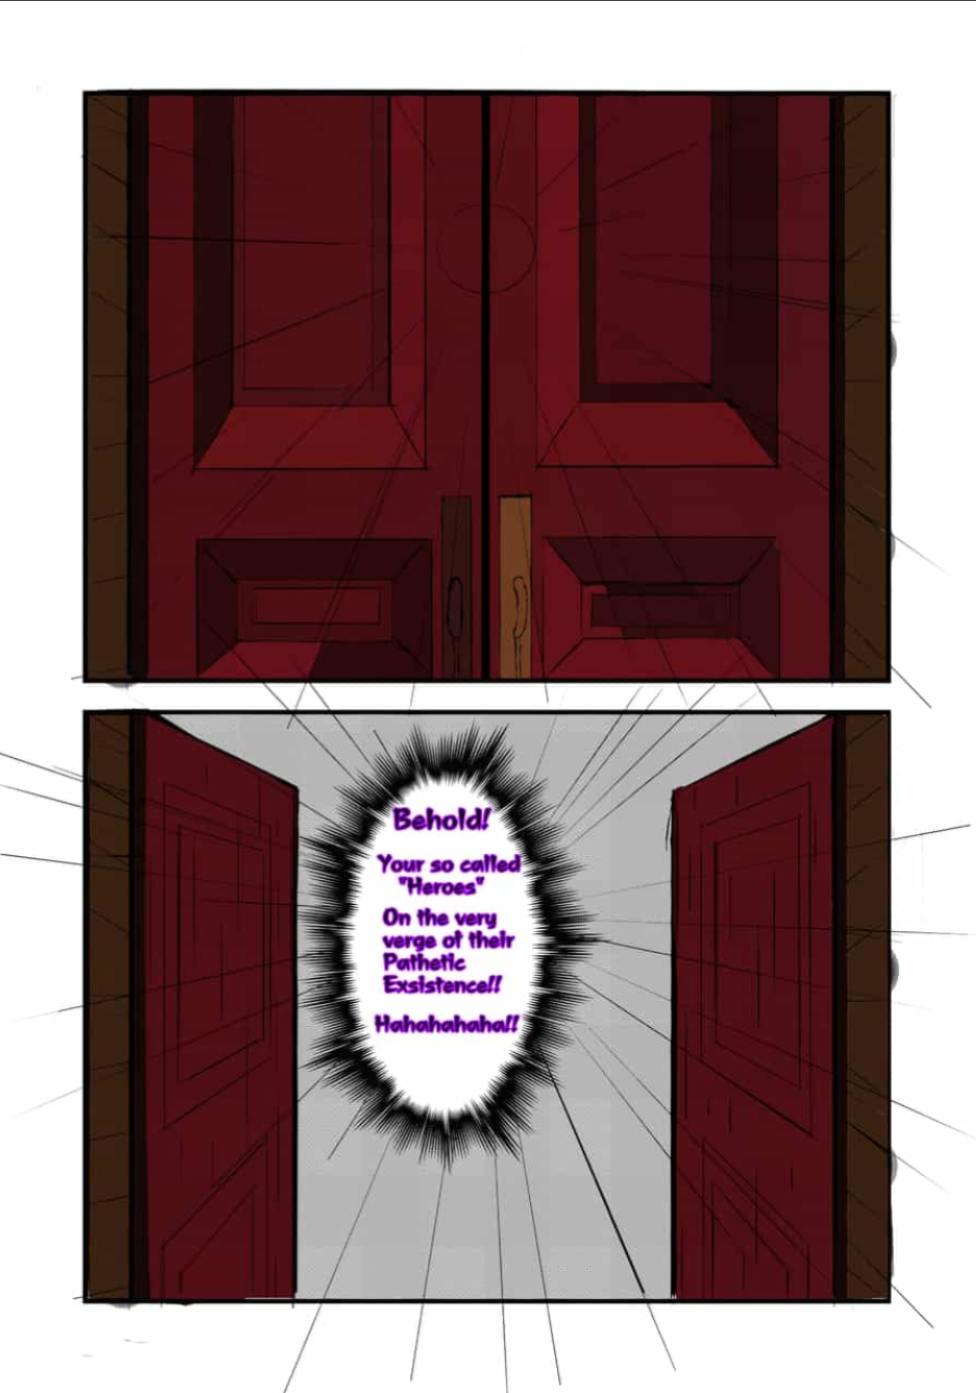 Behold!
Your so called
"Heroes"
On the very
verge of their
Pathetic
Exsistence!!
Hahahahaha!!